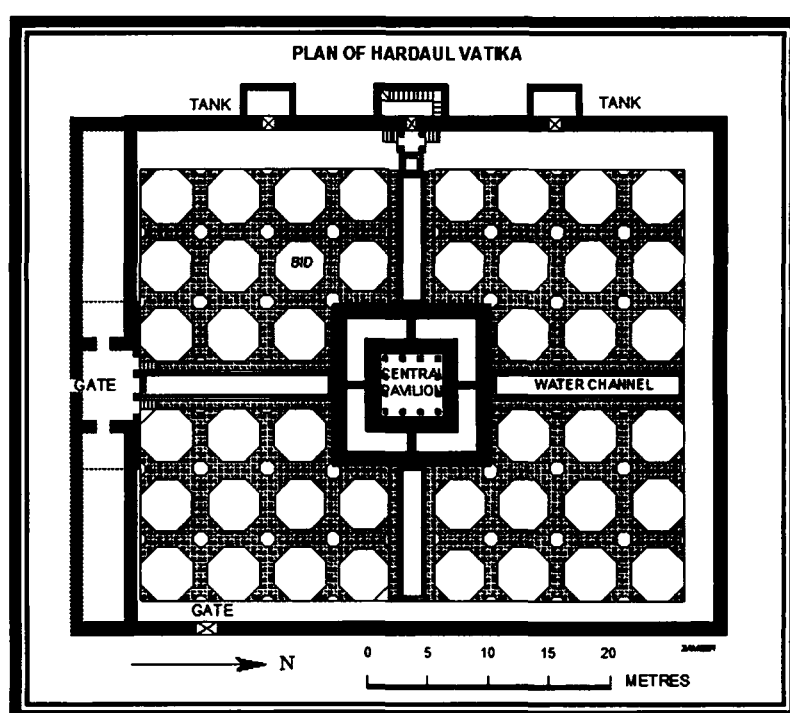 PLAN OF HARDAUL VATIKA
TANK
TANK
BID
GATE
CENTRAL
PAVILION
WATER CHANNEL
GATE
N
0 5 10 15 20
METRES